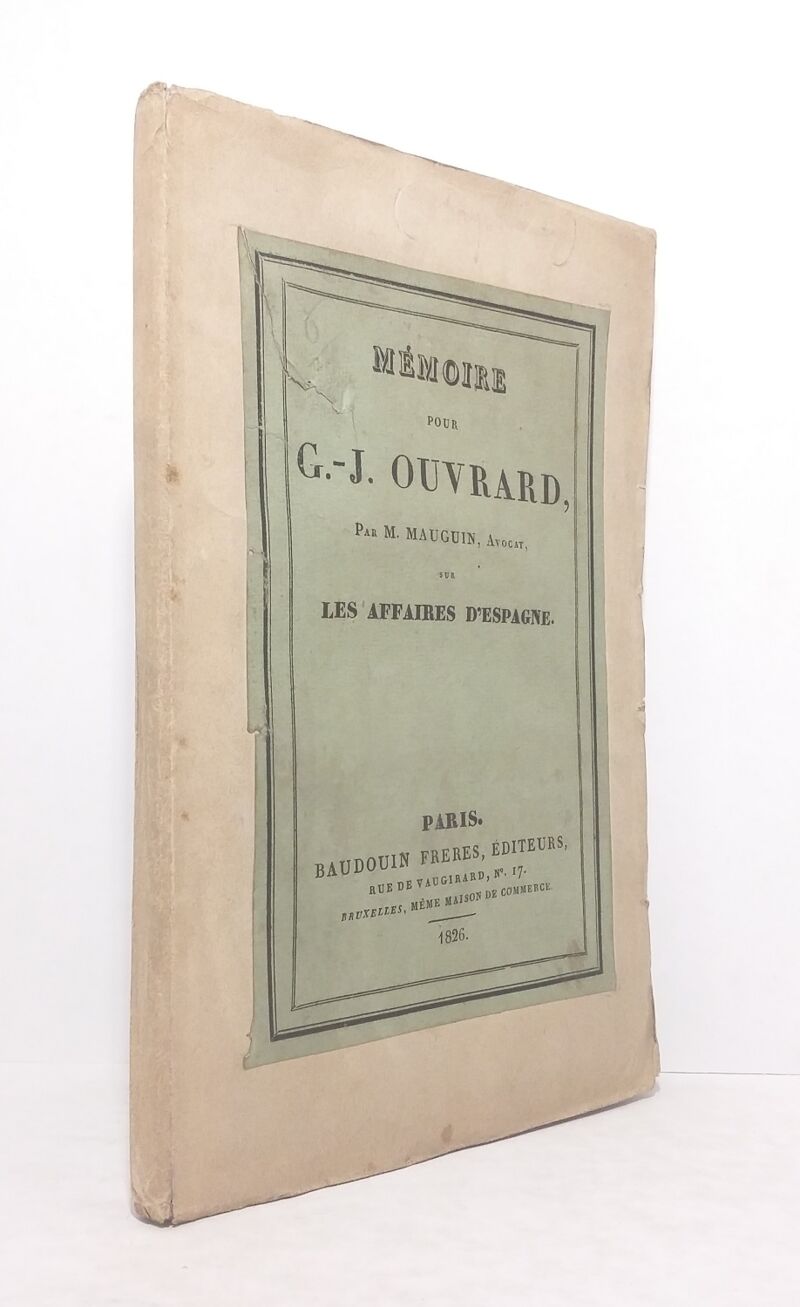 MÉMOIRE
POUR
G.-J. OUVRARD,
PAR M. MAUGUIN, AVOCAT,
SUR
LES AFFAIRES D'ESPAGNE.
PARIS.
BAUDOUIN FRERES, ÉDITEURS,
RUE DE VAUGIRARD, Nº. 17.
BRUXELLES, MÊME MAISON DE COMMERCE.
1826.